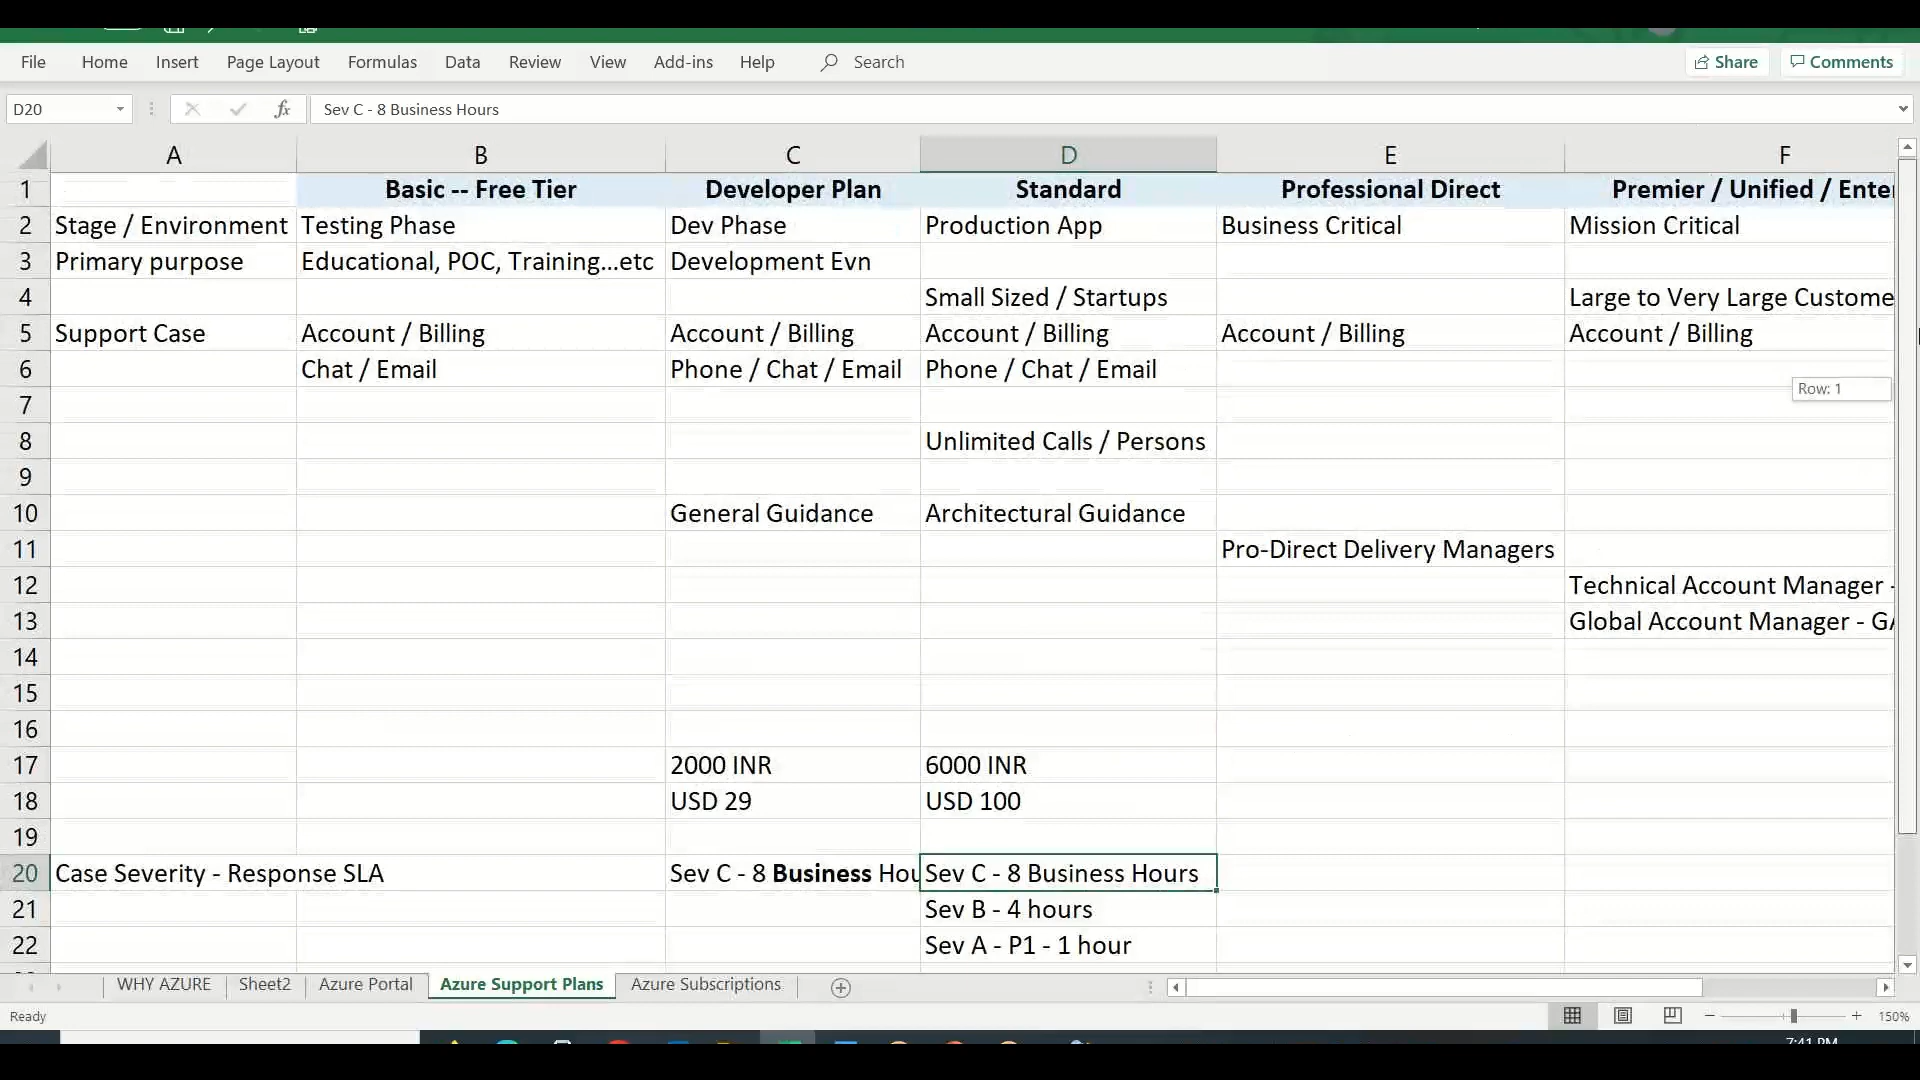 File Home Insert Page Layout Formulas Data Review View Add-ins Help Search Share Comments
D20 fx Sev C - 8 Business Hours
A B C D E F
1 Basic -- Free Tier Developer Plan Standard Professional Direct Premier / Unified /
2 Stage / Environment Testing Phase Dev Phase Production App Business Critical Mission Critical
3 Primary purpose Educational, POC, Training...etc Development Evn
4 Small Sized / Startups Large to Very Large
5 Support Case Account / Billing Account / Billing Account / Billing Account / Billing Account / Billing
6 Chat / Email Phone / Chat / Email Phone / Chat / Email
Row: 1
7
8 Unlimited Calls / Persons
9
10 General Guidance Architectural Guidance
11 Pro-Direct Delivery Managers
12 Technical Account Manager -
13 Global Account Manager -
14
15
16
17 2000 INR 6000 INR
18 USD 29 USD 100
19
20 Case Severity - Response SLA Sev C - 8 Business Sev C - 8 Business Hours
21 Sev B - 4 hours
22 Sev A - P1 - 1 hour
WHY AZURE Sheet2 Azure Portal Azure Support Plans Azure Subscriptions
Ready 150%
7:41 PM